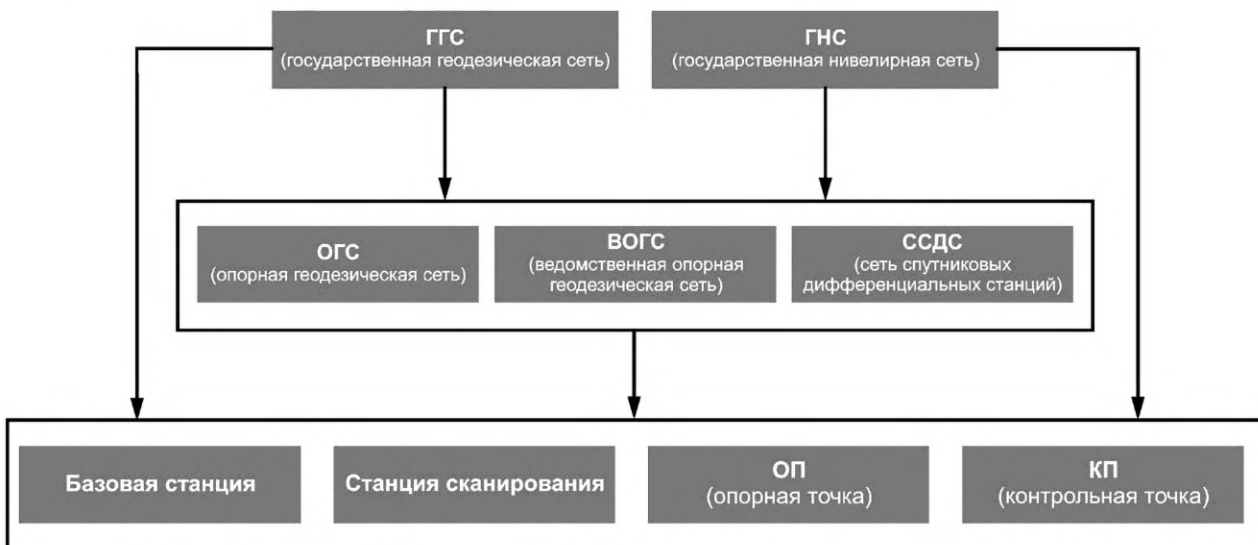 ГГС
(государственная геодезическая сеть)
ГНС
(государственная нивелирная сеть)
ОГС
(опорная геодезическая сеть)
ВОГС
(ведомственная опорная
геодезическая сеть)
ССДС
(сеть спутниковых
дифференциальных станций)
Базовая станция
Станция сканирования
ОП
(опорная точка)
КП
(контрольная точка)